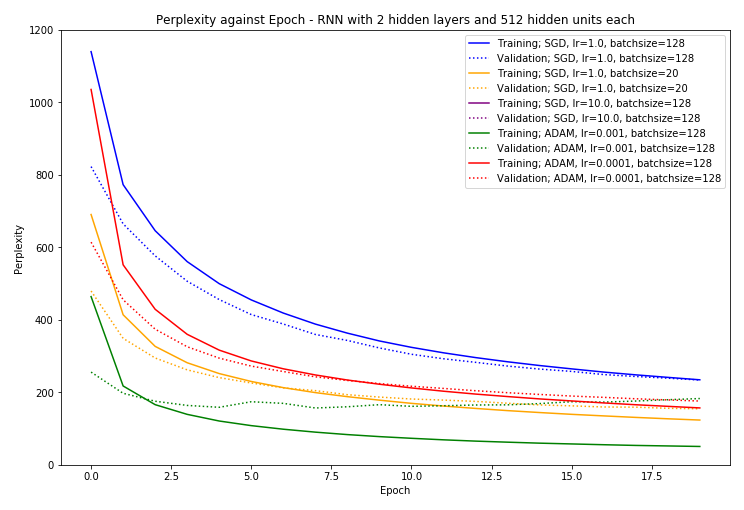 Perplexity against Epoch - RNN with 2 hidden layers and 512 hidden units each
1200
1000
800
600
400
200
0
Perplexity
Training; SGD, lr=1.0, batchsize=128
Validation; SGD, lr=1.0, batchsize=128
Training; SGD, lr=1.0, batchsize=20
Validation; SGD, lr=1.0, batchsize=20
Training; SGD, lr=10.0, batchsize=128
Validation; SGD, lr=10.0, batchsize=128
Training; ADAM, lr=0.001, batchsize=128
Validation; ADAM, lr=0.001, batchsize=128
Training; ADAM, lr=0.0001, batchsize=128
Validation; ADAM, lr=0.0001, batchsize=128
0.0 2.5 5.0 7.5 10.0 12.5 15.0 17.5
Epoch